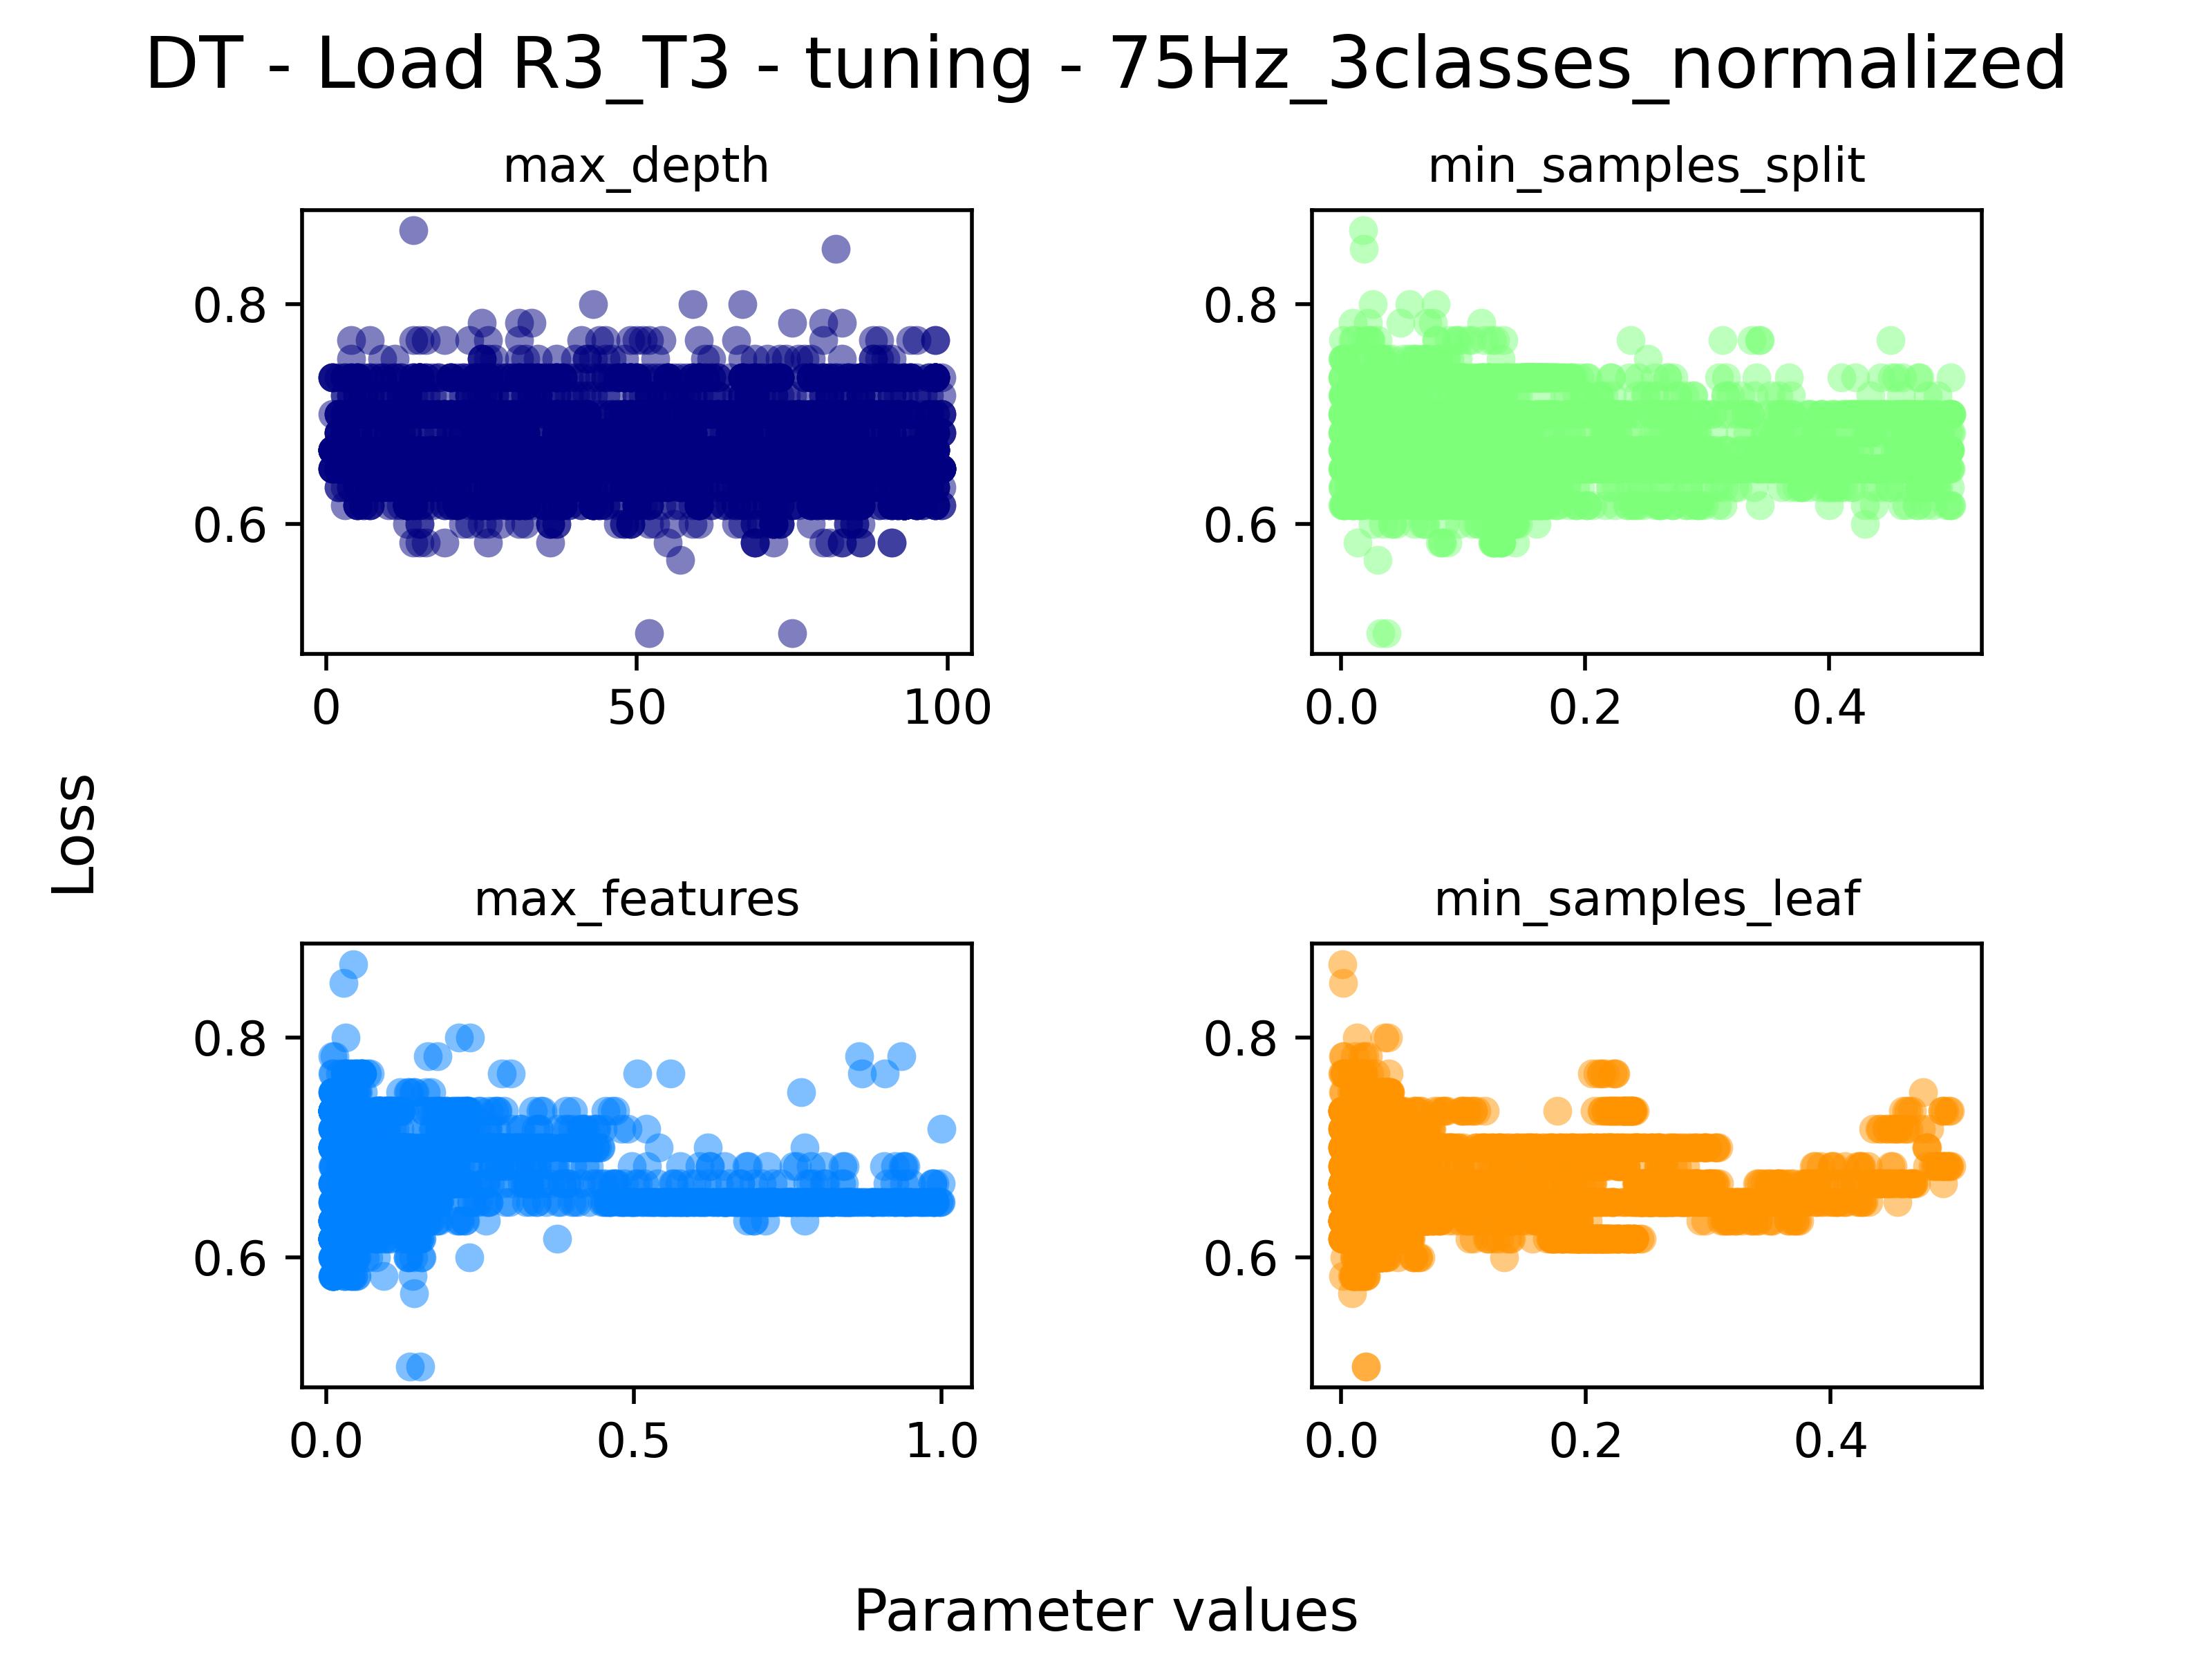 DT - Load R3_T3 - tuning - 75Hz_3classes_normalized
max_depth
0.8
0.6
0 50 100
min_samples_split
0.8
0.6
0.0 0.2 0.4
Loss
max_features
0.8
0.6
0.0 0.5 1.0
min_samples_leaf
0.8
0.6
0.0 0.2 0.4
Parameter values